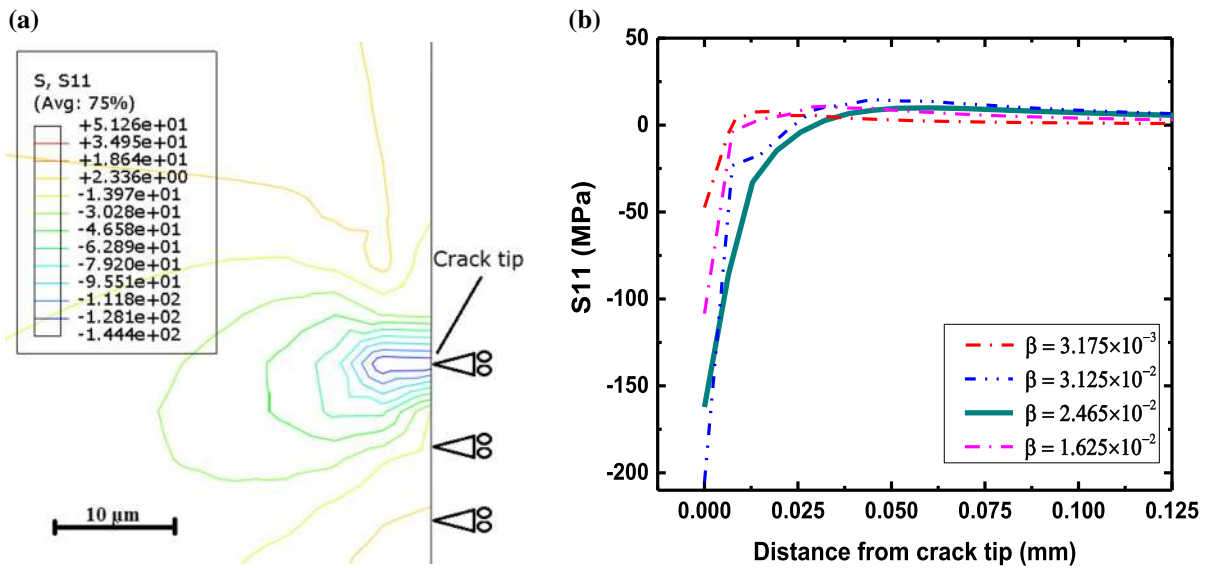 (a)
S, S11
(Avg: 75%)
+5.126e+01
+3.495e+01
+1.864e+01
+2.336e+00
-1.397e+01
-3.028e+01
-4.658e+01
-6.289e+01
-7.920e+01
-9.551e+01
-1.118e+02
-1.281e+02
-1.444e+02
Crack tip
10 μm
(b)
S11 (MPa)
50
0
-50
-100
-150
-200
β = 3.175×10⁻³
β = 3.125×10⁻²
β = 2.465×10⁻²
β = 1.625×10⁻²
0.000 0.025 0.050 0.075 0.100 0.125
Distance from crack tip (mm)